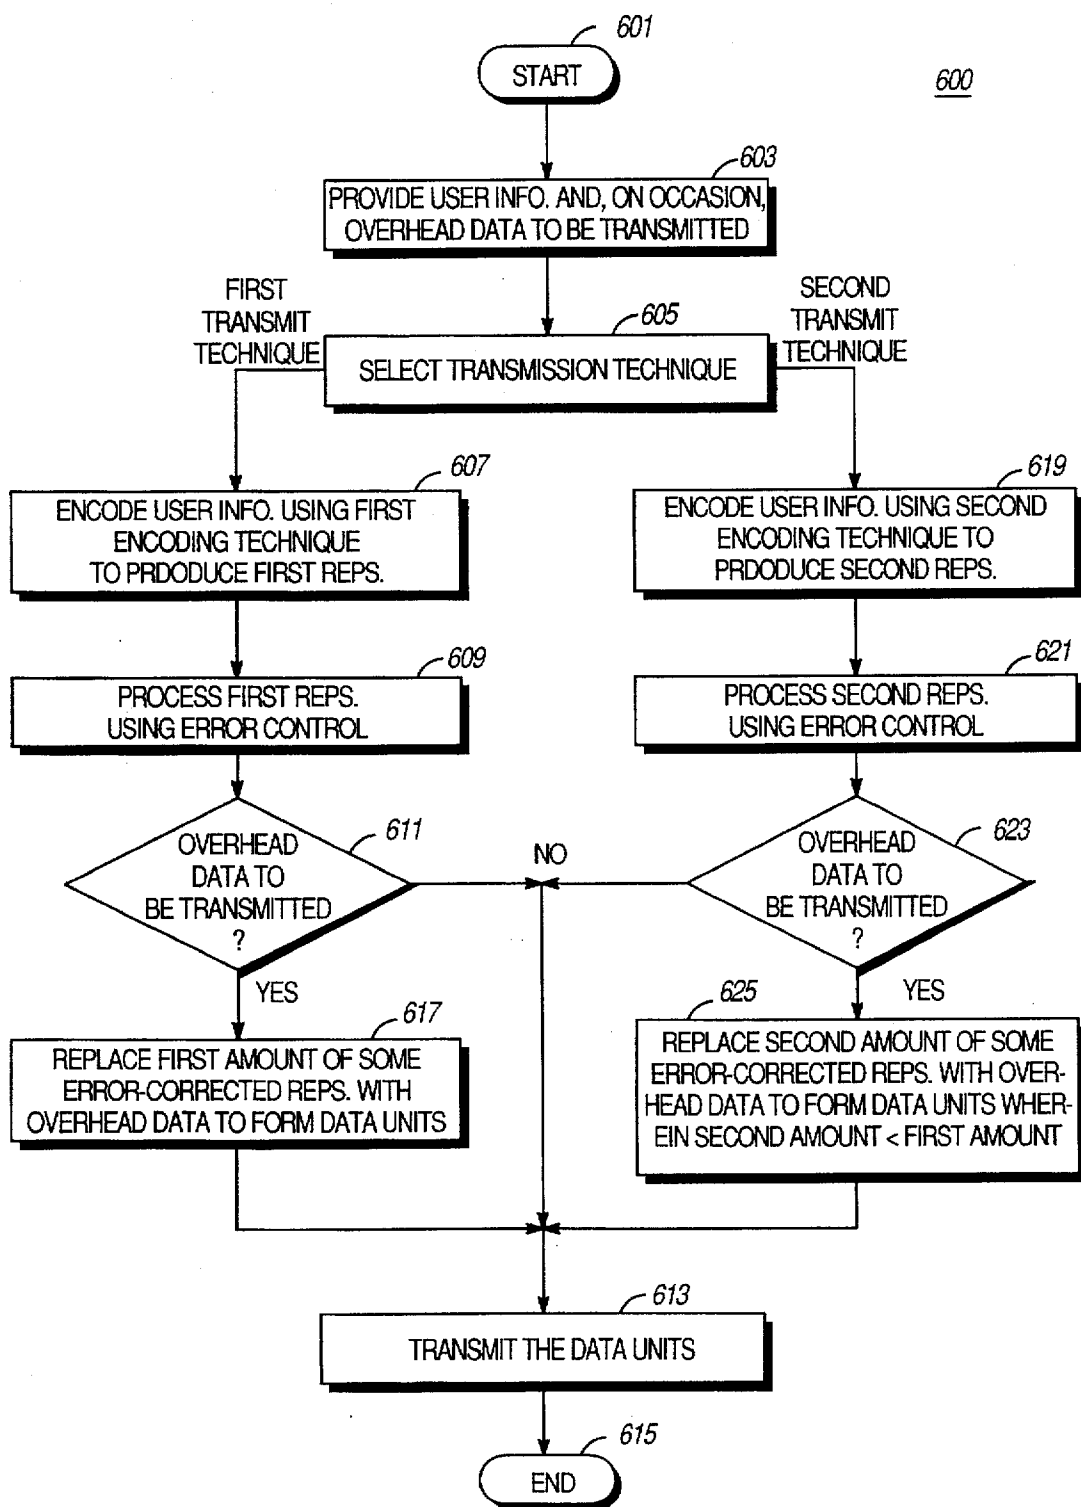 601
START
600
603
PROVIDE USER INFO. AND, ON OCCASION,
OVERHEAD DATA TO BE TRANSMITTED
FIRST
TRANSMIT
TECHNIQUE
605
SELECT TRANSMISSION TECHNIQUE
SECOND
TRANSMIT
TECHNIQUE
607
ENCODE USER INFO. USING FIRST
ENCODING TECHNIQUE
TO PRDODUCE FIRST REPS.
619
ENCODE USER INFO. USING SECOND
ENCODING TECHNIQUE TO
PRDODUCE SECOND REPS.
609
PROCESS FIRST REPS.
USING ERROR CONTROL
621
PROCESS SECOND REPS.
USING ERROR CONTROL
611
OVERHEAD
DATA TO
BE TRANSMITTED
?
NO
623
OVERHEAD
DATA TO
BE TRANSMITTED
?
YES
617
REPLACE FIRST AMOUNT OF SOME
ERROR-CORRECTED REPS. WITH
OVERHEAD DATA TO FORM DATA UNITS
YES
625
REPLACE SECOND AMOUNT OF SOME
ERROR-CORRECTED REPS. WITH OVER-
HEAD DATA TO FORM DATA UNITS WHER-
EIN SECOND AMOUNT < FIRST AMOUNT
613
TRANSMIT THE DATA UNITS
615
END